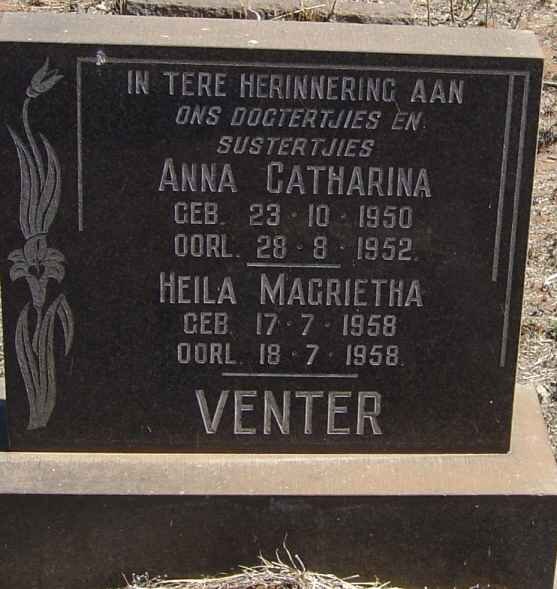 IN TERE HERINNERING AAN
ONS DOGTERTJIES EN
SUSTERTJIES
ANNA CATHARINA
GEB. 23·10·1950
OORL. 28·8·1952.
HEILA MAGRIETHA
GEB. 17·7·1958
OORL. 18·7·1958.
VENTER